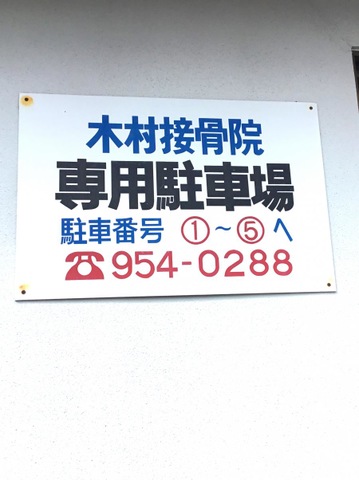 木村接骨院
専用駐車場
駐車番号 ①～⑤へ
☎954-0288